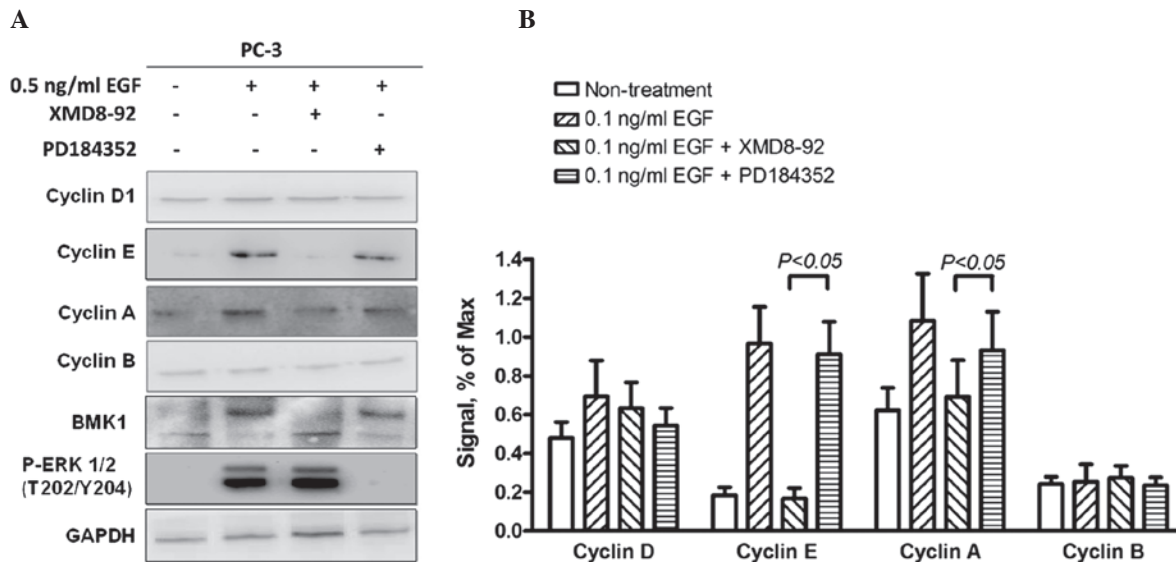 A
PC-3
0.5 ng/ml EGF - + + +
XMD8-92 - - + -
PD184352 - - - +
Cyclin D1
Cyclin E
Cyclin A
Cyclin B
BMK1
P-ERK 1/2
(T202/Y204)
GAPDH
B
Non-treatment
0.1 ng/ml EGF
0.1 ng/ml EGF + XMD8-92
0.1 ng/ml EGF + PD184352
Signal, % of Max
1.4
1.2
1.0
0.8
0.6
0.4
0.2
0.0
P<0.05 P<0.05
Cyclin D Cyclin E Cyclin A Cyclin B